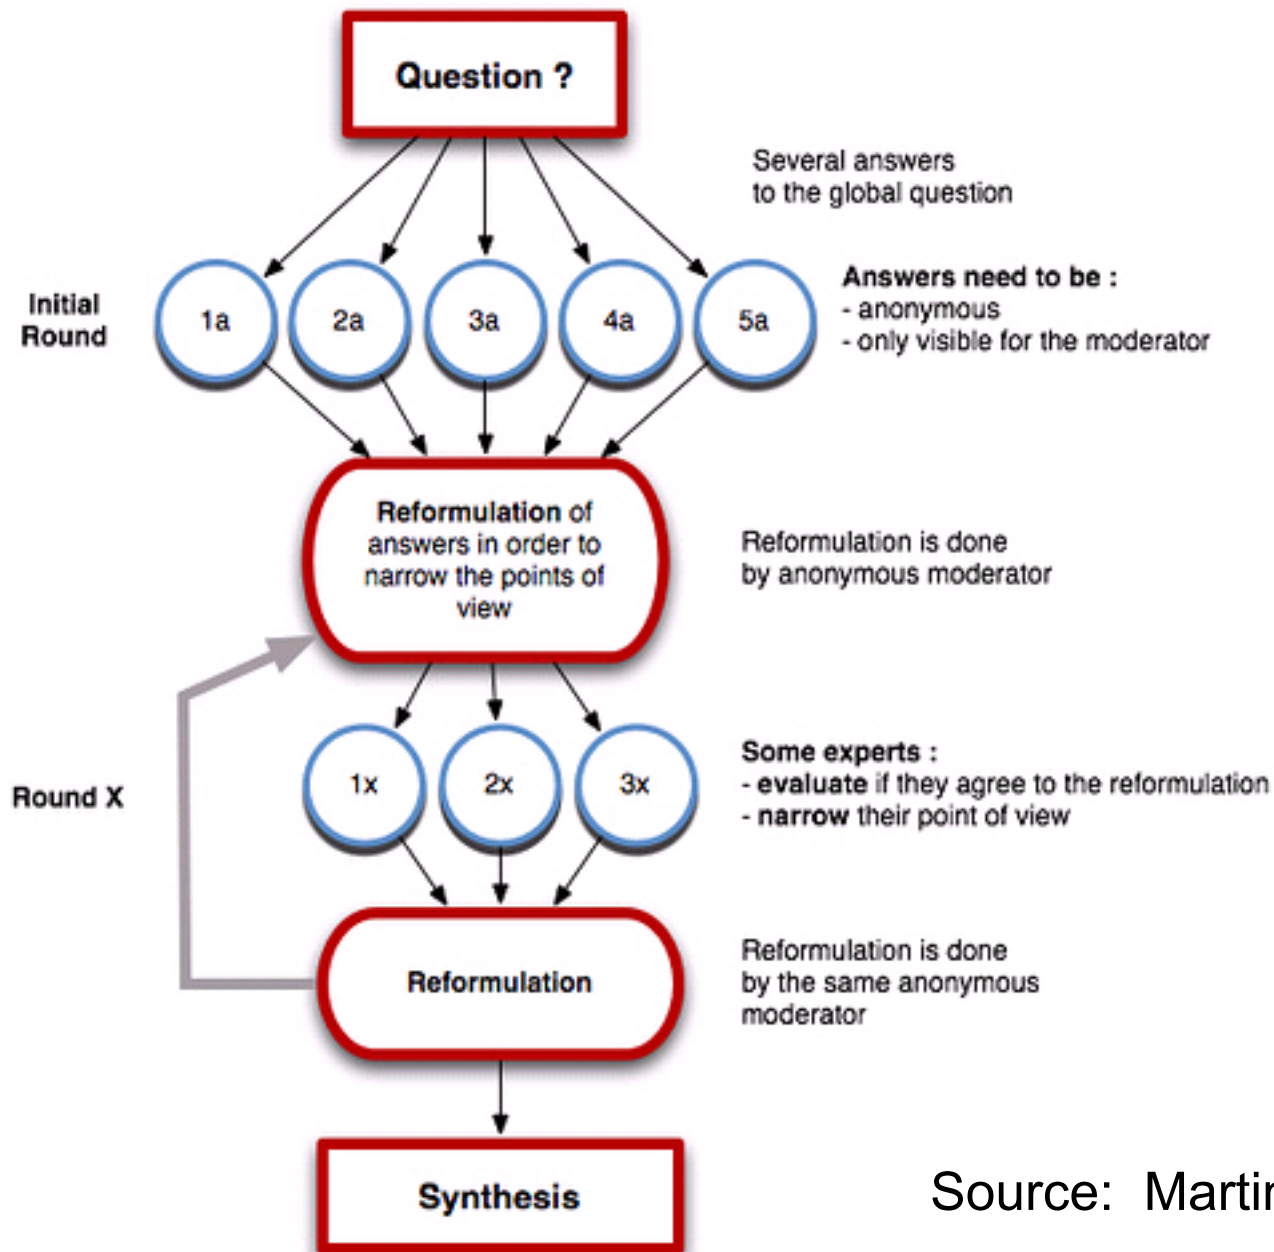 Question ?
Several answers
to the global question
Initial
Round
1a
2a
3a
4a
5a
Answers need to be :
- anonymous
- only visible for the moderator
Reformulation of
answers in order to
narrow the points of
view
Reformulation is done
by anonymous moderator
Round X
1x
2x
3x
Some experts :
- evaluate if they agree to the reformulation
- narrow their point of view
Reformulation
Reformulation is done
by the same anonymous
moderator
Synthesis
Source:  Martin